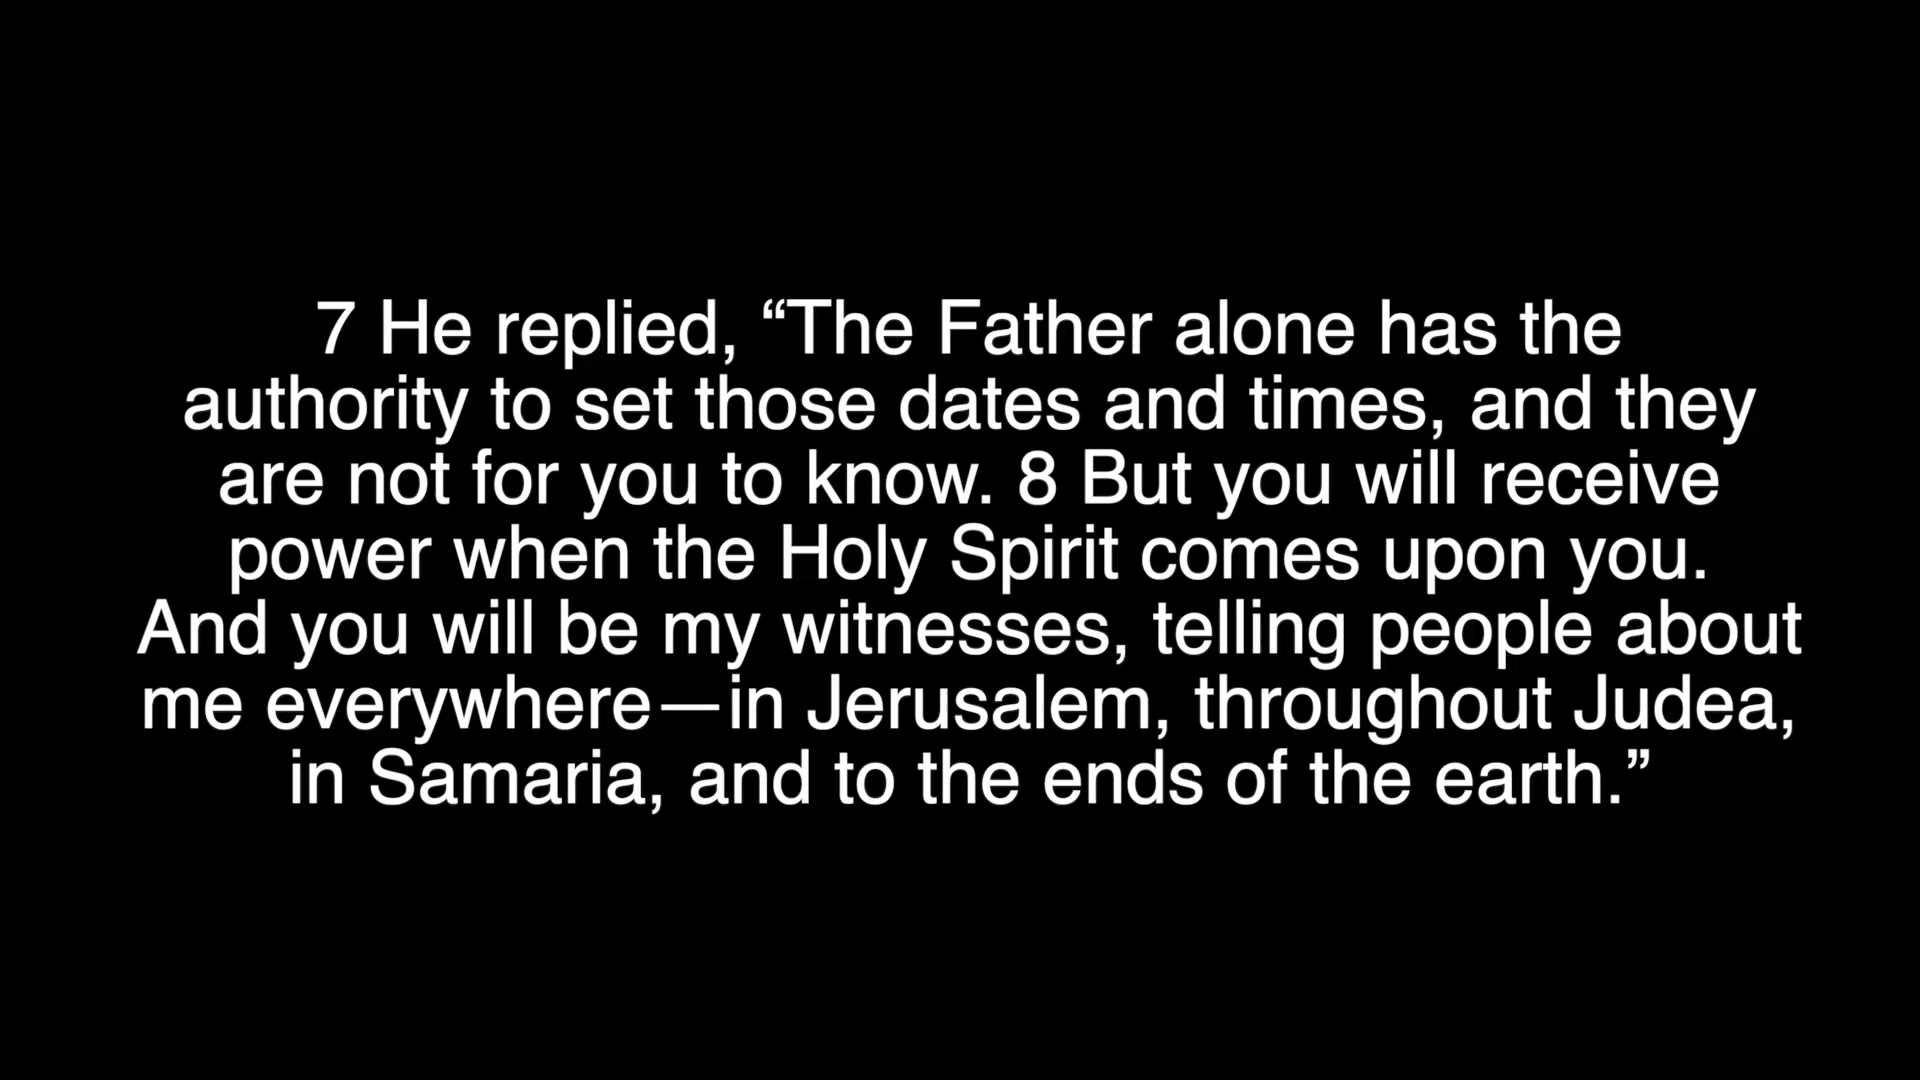 7 He replied, “The Father alone has the
authority to set those dates and times, and they
are not for you to know. 8 But you will receive
power when the Holy Spirit comes upon you.
And you will be my witnesses, telling people about
me everywhere—in Jerusalem, throughout Judea,
in Samaria, and to the ends of the earth.”